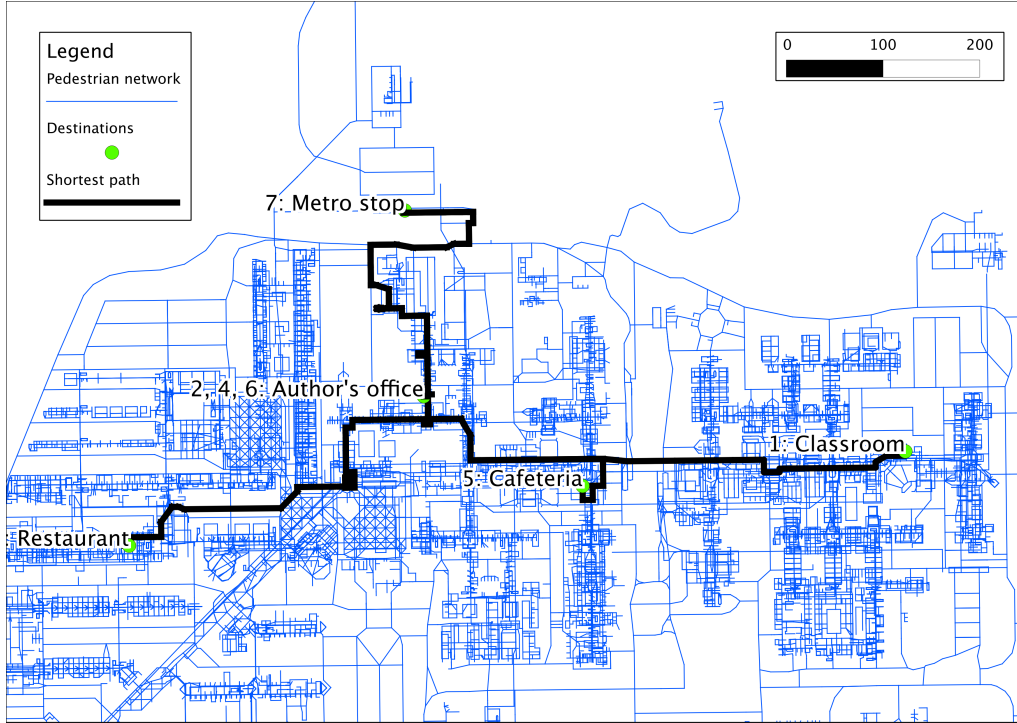 Legend
Pedestrian network
Destinations
Shortest path
0 100 200
7: Metro stop
2, 4, 6: Author's office
1: Classroom
5: Cafeteria
: Restaurant